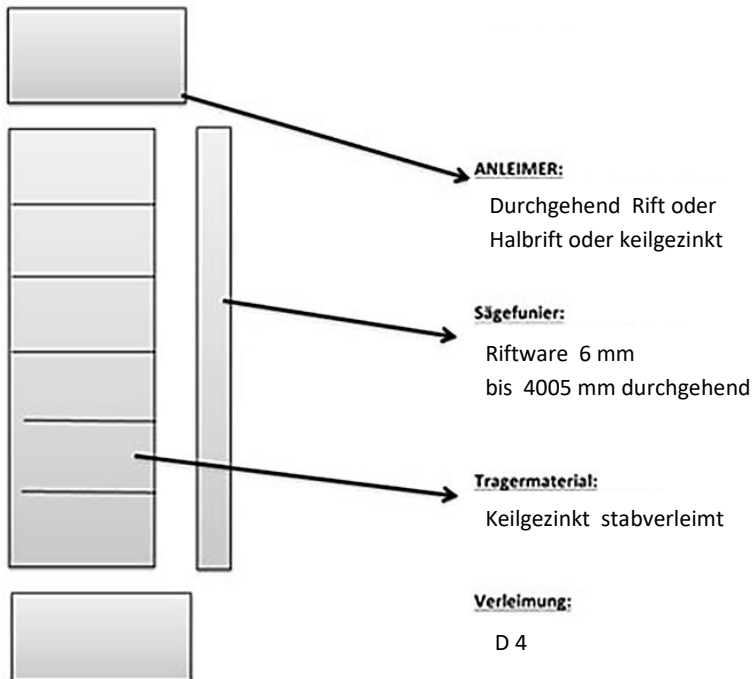 ANLEIMER:
Durchgehend Rift oder
Halbrift oder keilgezinkt
Sägefunier:
Riftware 6 mm
bis 4005 mm durchgehend
Tragermaterial:
Keilgezinkt stabverleimt
Verleimung:
D 4